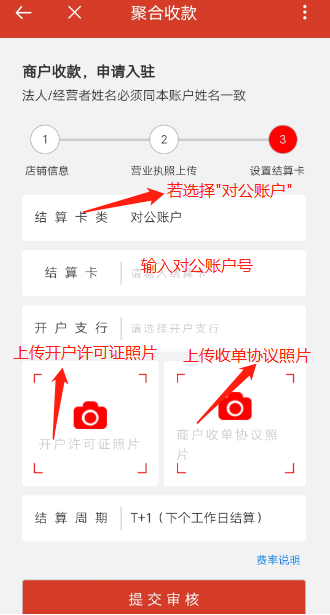 聚合收款
商户收款，申请入驻
法人/经营者姓名必须同本账户姓名一致
1
2
3
店铺信息
营业执照上传
设置结算卡
若选择"对公账户"
结算卡类
对公账户
结算卡
请输入结算卡
输入对公账户号
开户支行
请选择开户支行
上传开户许可证照片
上传收单协议照片
开户许可证照片
商户收单协议照
片
结算周期
T+1（下个工作日结算）
费率说明
提交审核